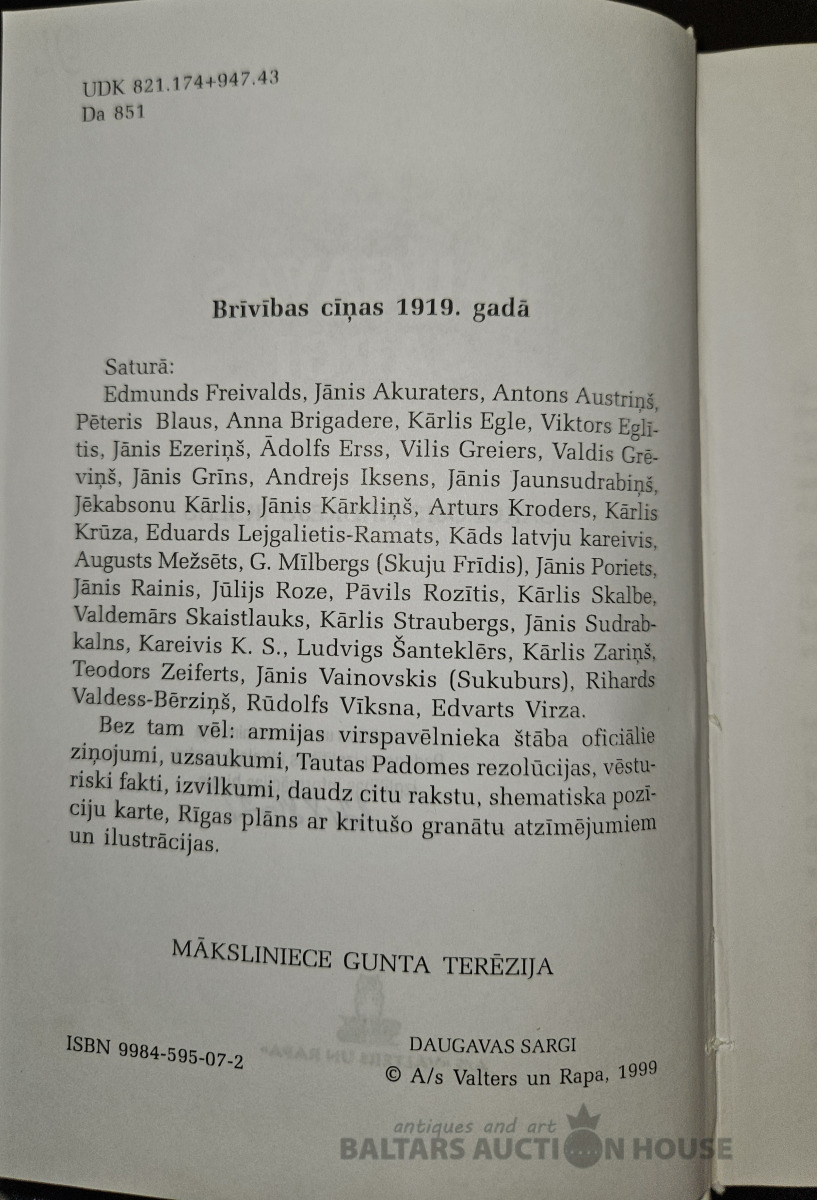 UDK 821.174+947.43
Da 851
Brīvības cīņas 1919. gadā
Saturā:
Edmunds Freivalds, Jānis Akuraters, Antons Austriņš,
Pēteris Blaus, Anna Brigadere, Kārlis Egle, Viktors Eglī-
tis, Jānis Ezeriņš, Ādolfs Erss, Vilis Greiers, Valdis Grē-
viņš, Jānis Grīns, Andrejs Iksens, Jānis Jaunsudrabiņš,
Jēkabsonu Kārlis, Jānis Kārkliņš, Arturs Kroders, Kārlis
Krūza, Eduards Lejgalietis-Ramats, Kāds latvju kareivis,
Augusts Mežsēts, G. Mīlbergs (Skuju Frīdis), Jānis Poriets,
Jānis Rainis, Jūlijs Roze, Pāvils Rozītis, Kārlis Skalbe,
Valdemārs Skaistlauks, Kārlis Straubergs, Jānis Sudrab-
kalns, Kareivis K. S., Ludvigs Šanteklērs, Kārlis Zariņš,
Teodors Zeiferts, Jānis Vainovskis (Sukuburs), Rihards
Valdess-Bērziņš, Rūdolfs Vīksna, Edvarts Virza.
Bez tam vēl: armijas virspavēlnieka štāba oficiālie
ziņojumi, uzsaukumi, Tautas Padomes rezolūcijas, vēstu-
riski fakti, izvilkumi, daudz citu rakstu, shematiska pozī-
ciju karte, Rīgas plāns ar kritušo granātu atzīmējumiem
un ilustrācijas.
MĀKSLINIECE GUNTA TERĒZIJA
ISBN 9984-595-07-2
DAUGAVAS SARGI
© A/s Valters un Rapa, 1999
antiques and art
BALTARS AUCTION HOUSE